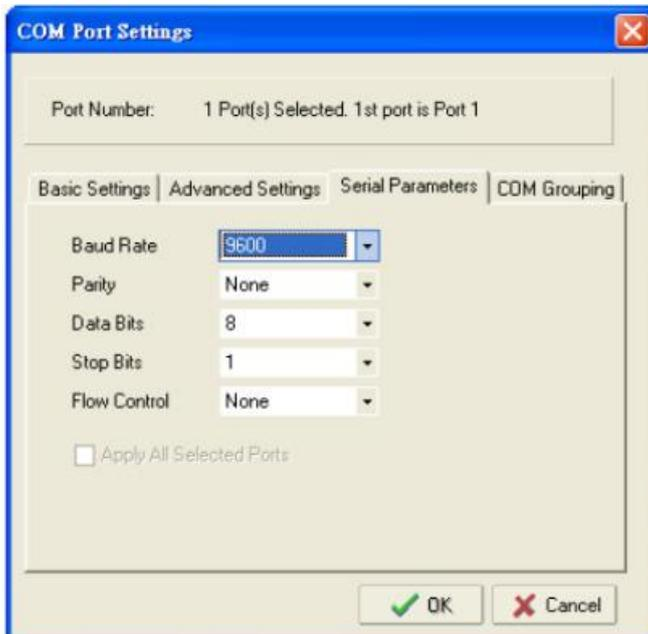 COM Port Settings
Port Number: 1 Port(s) Selected. 1st port is Port 1
Basic Settings Advanced Settings Serial Parameters COM Grouping
Baud Rate 9600
Parity None
Data Bits 8
Stop Bits 1
Flow Control None
Apply All Selected Ports
OK Cancel